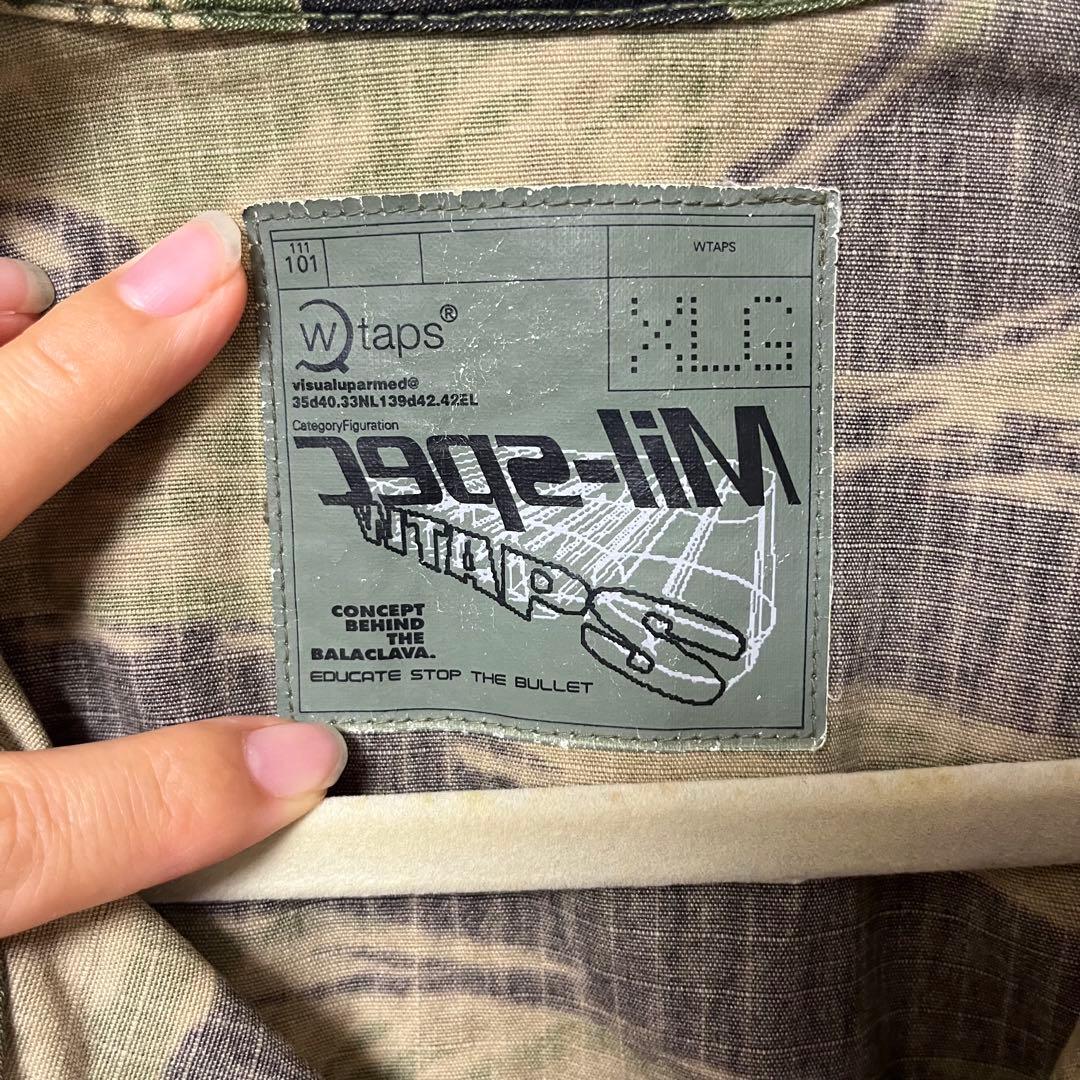 111
101
WTAPS
Wtaps®
XLG
visualuparmed@
35d40.33NL139d42.42EL
CategoryFiguration
Mil-spec
WTAPS
CONCEPT
BEHIND
THE
BALACLAVA.
EDUCATE STOP THE BULLET